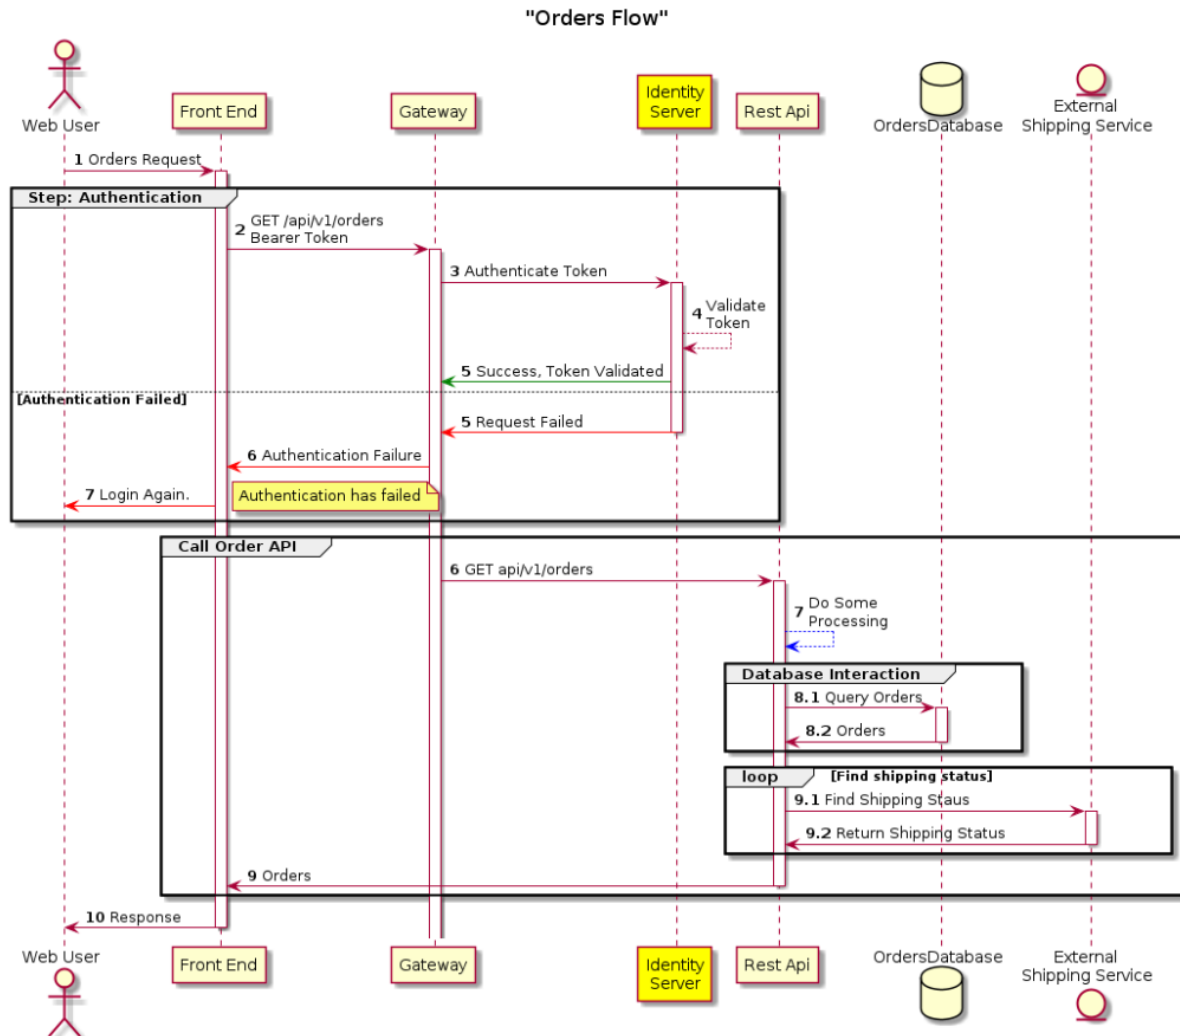 "Orders Flow"
Web User
Front End
Gateway
Identity
Server
Rest Api
OrdersDatabase
External
Shipping Service
1 Orders Request
Step: Authentication
2 GET /api/v1/orders
Bearer Token
3 Authenticate Token
4 Validate
Token
5 Success, Token Validated
[Authentication Failed]
5 Request Failed
6 Authentication Failure
7 Login Again.
Authentication has failed
Call Order API
6 GET api/v1/orders
7 Do Some
Processing
Database Interaction
8.1 Query Orders
8.2 Orders
loop [Find shipping status]
9.1 Find Shipping Staus
9.2 Return Shipping Status
9 Orders
10 Response
Web User
Front End
Gateway
Identity
Server
Rest Api
OrdersDatabase
External
Shipping Service